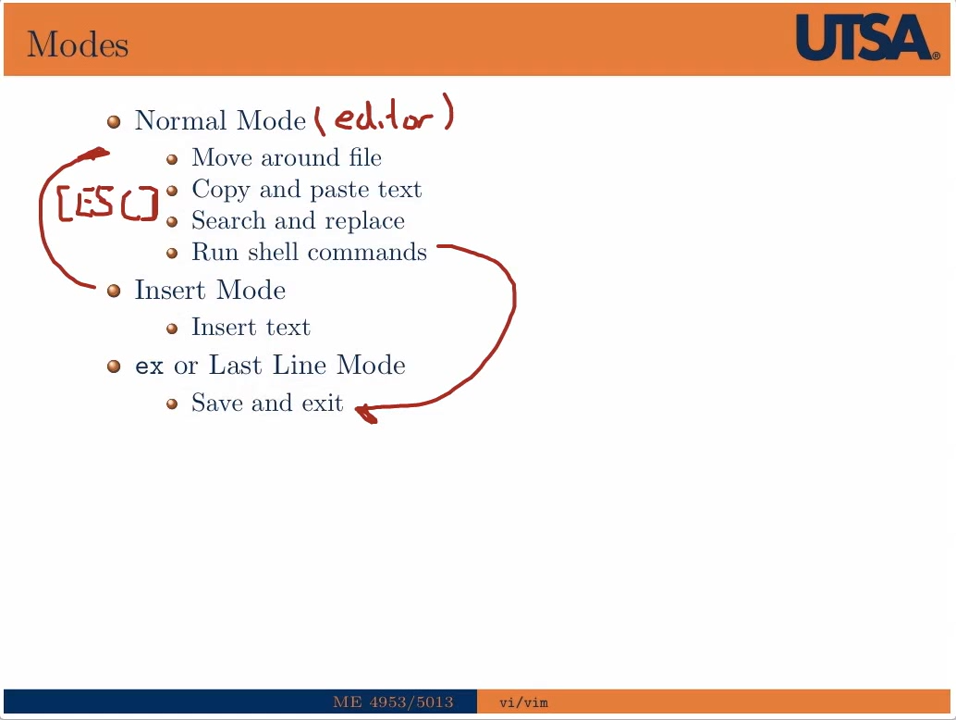 Modes
UTSA®
Normal Mode (editor)
Move around file
[ESC]
Copy and paste text
Search and replace
Run shell commands
Insert Mode
Insert text
ex or Last Line Mode
Save and exit
ME 4953/5013
vi/vim